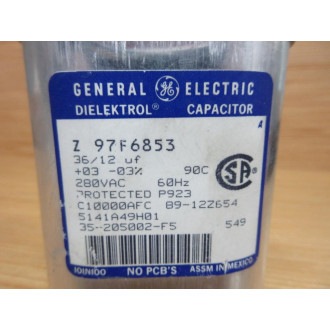 GENERAL GE ELECTRIC
DIELEKTROL® CAPACITOR
A
Z 97F6853
36/12 uf
+03 -03% 90C
280VAC 60Hz
PROTECTED P923
C10000AFC 89-12Z654
5141A49H01
35-205002-F5 549
NO PCB'S ASSM IN MEXICO